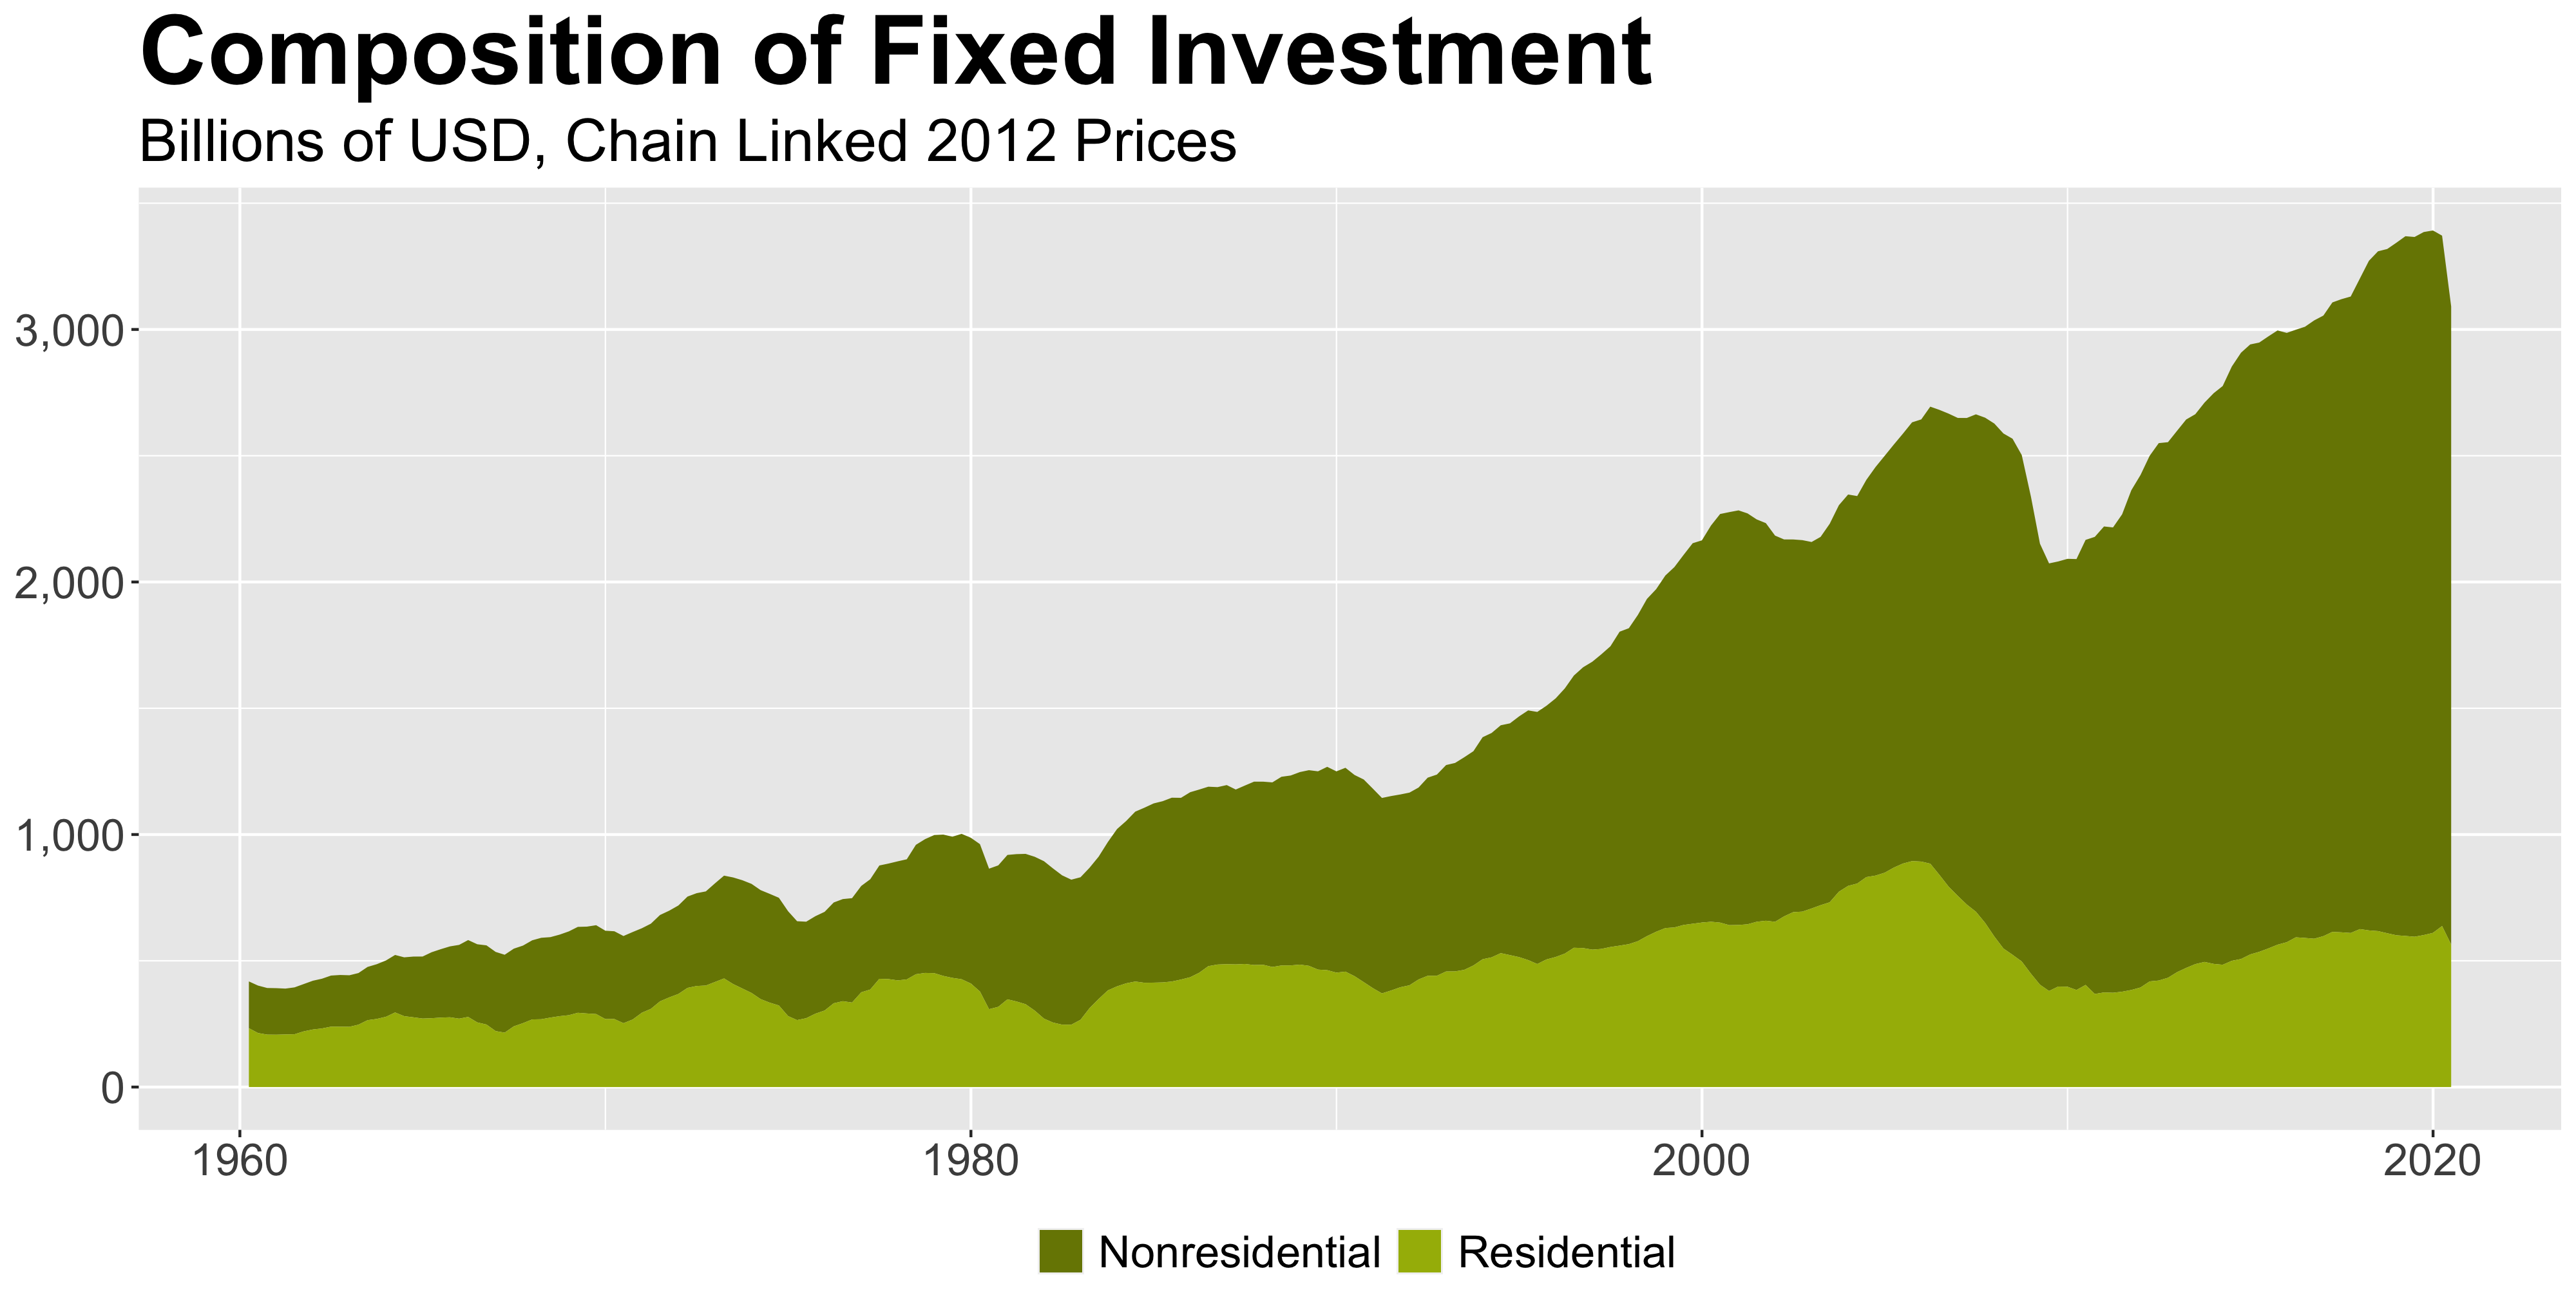 Composition of Fixed Investment
Billions of USD, Chain Linked 2012 Prices
3,000
2,000
1,000
0
1960 1980 2000 2020
Nonresidential Residential